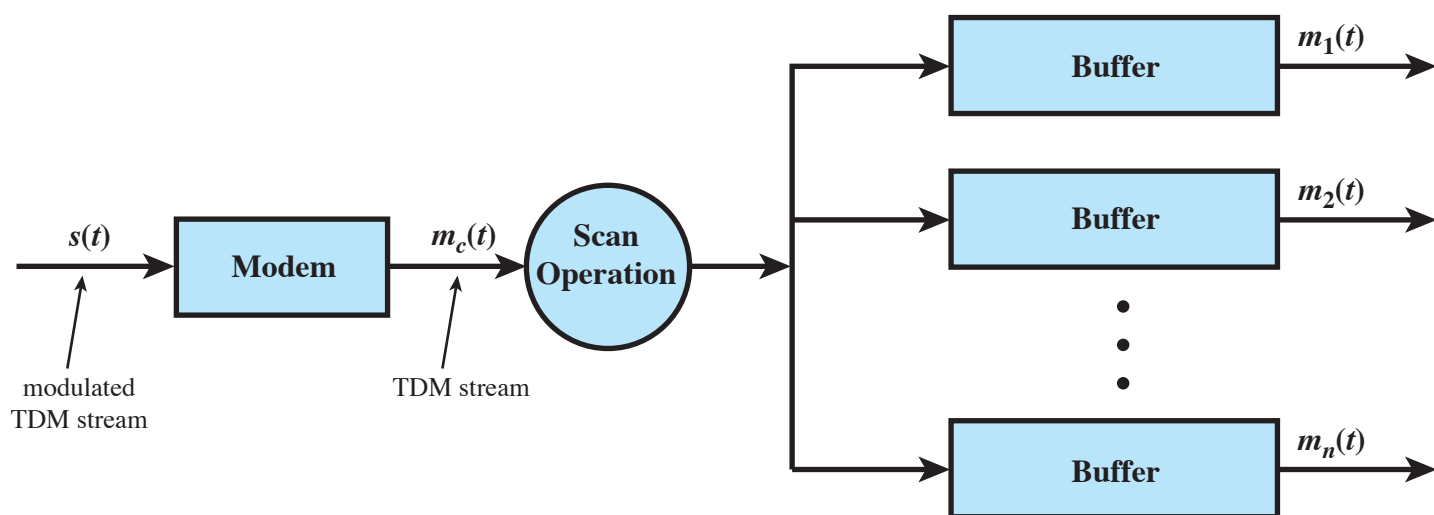 m1(t)
Buffer
m2(t)
Buffer
s(t)
Modem
mc(t)
Scan
Operation
modulated
TDM stream
TDM stream
mn(t)
Buffer